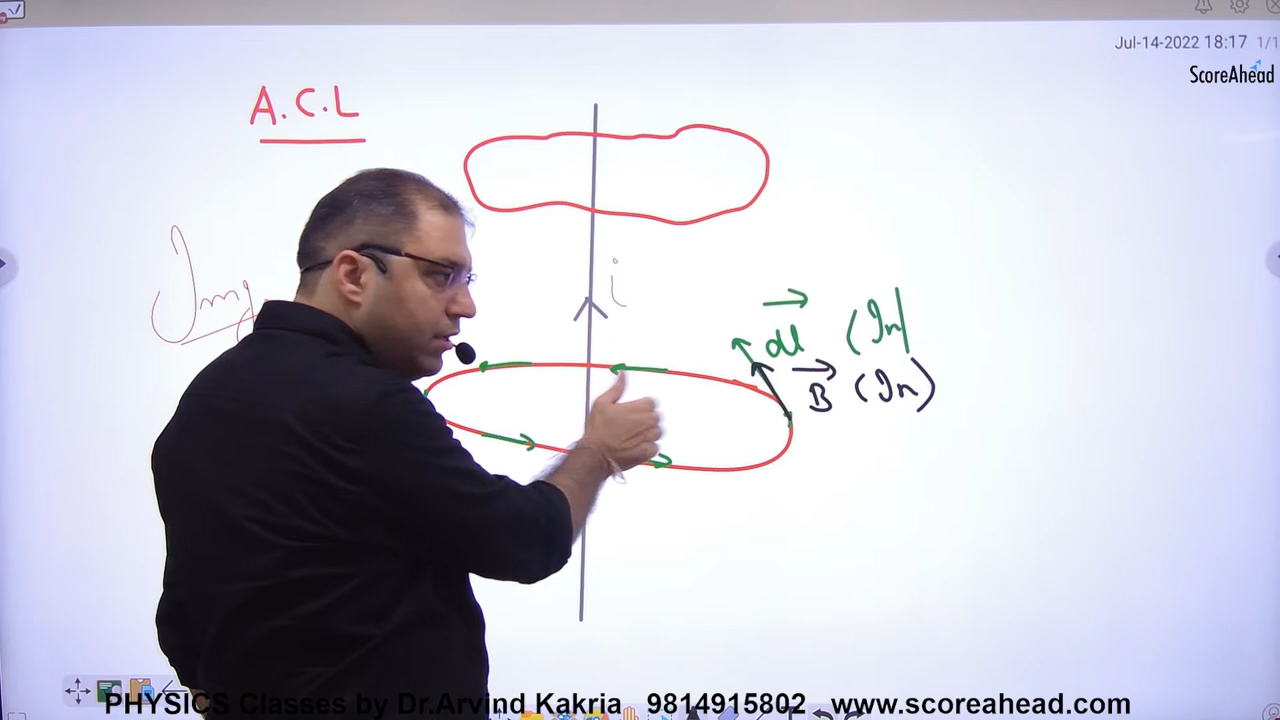 Jul-14-2022 18:17 1/1
ScoreAhead
A.C.L
Img.
i
dl (In)
B (In)
PHYSICS Classes by Dr.Arvind Kakria 9814915802 www.scoreahead.com